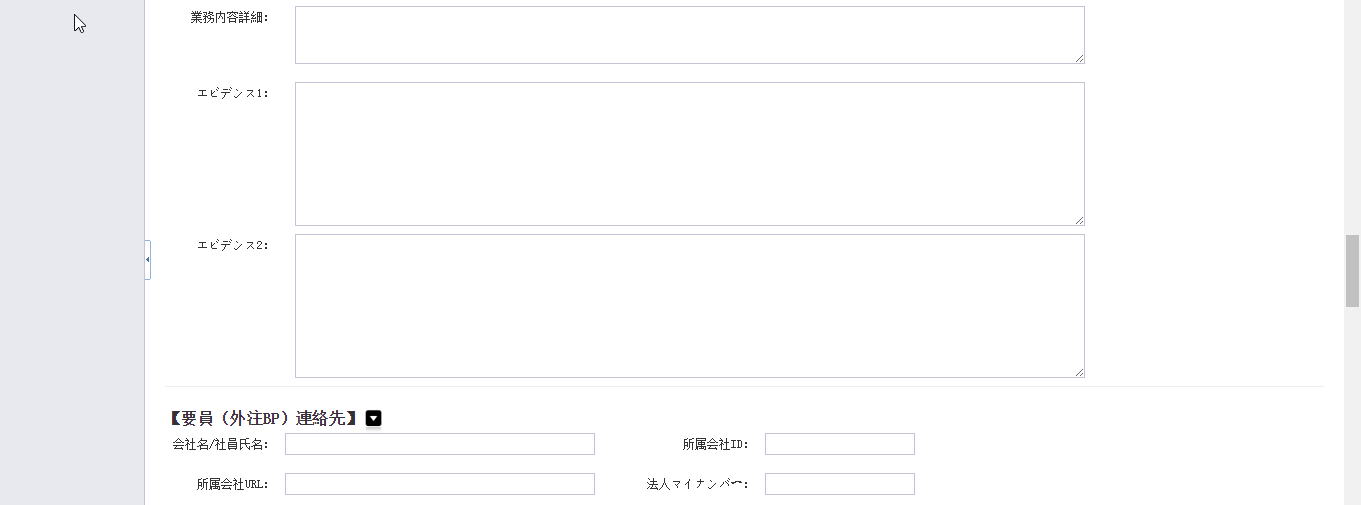 業務内容詳細:
エビデンス1:
エビデンス2:
【要員（外注BP）連絡先】
会社名/社員氏名: 所属会社ID:
所属会社URL: 法人マイナンバー: